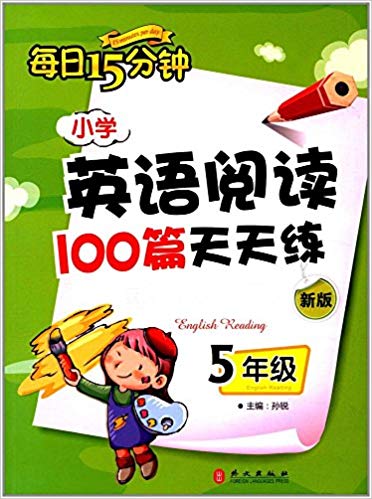 15 minutes per day
每日15分钟
小学
英语阅读
100篇天天练
新版
English Reading
5年级
English Reading
主编:孙锐
外文出版社
FOREIGN LANGUAGES PRESS